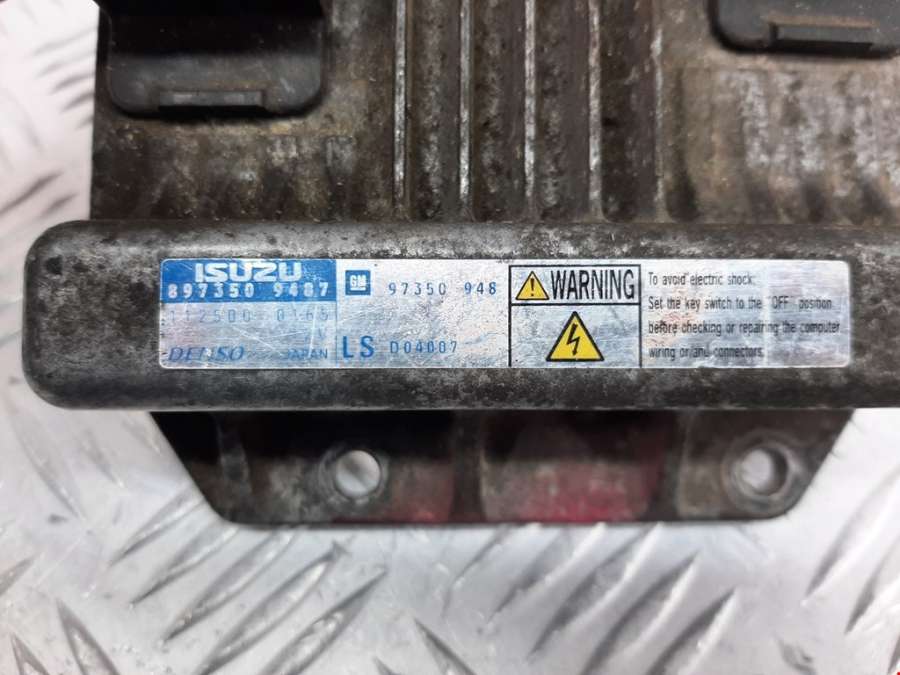 ISUZU
897350 9487
112500 0165
DENSO JAPAN
GM 97350 948
LS D04007
WARNING
To avoid electric shock:
Set the key switch to the "OFF" position
before checking or repairing the computer
wiring or/and connectors.